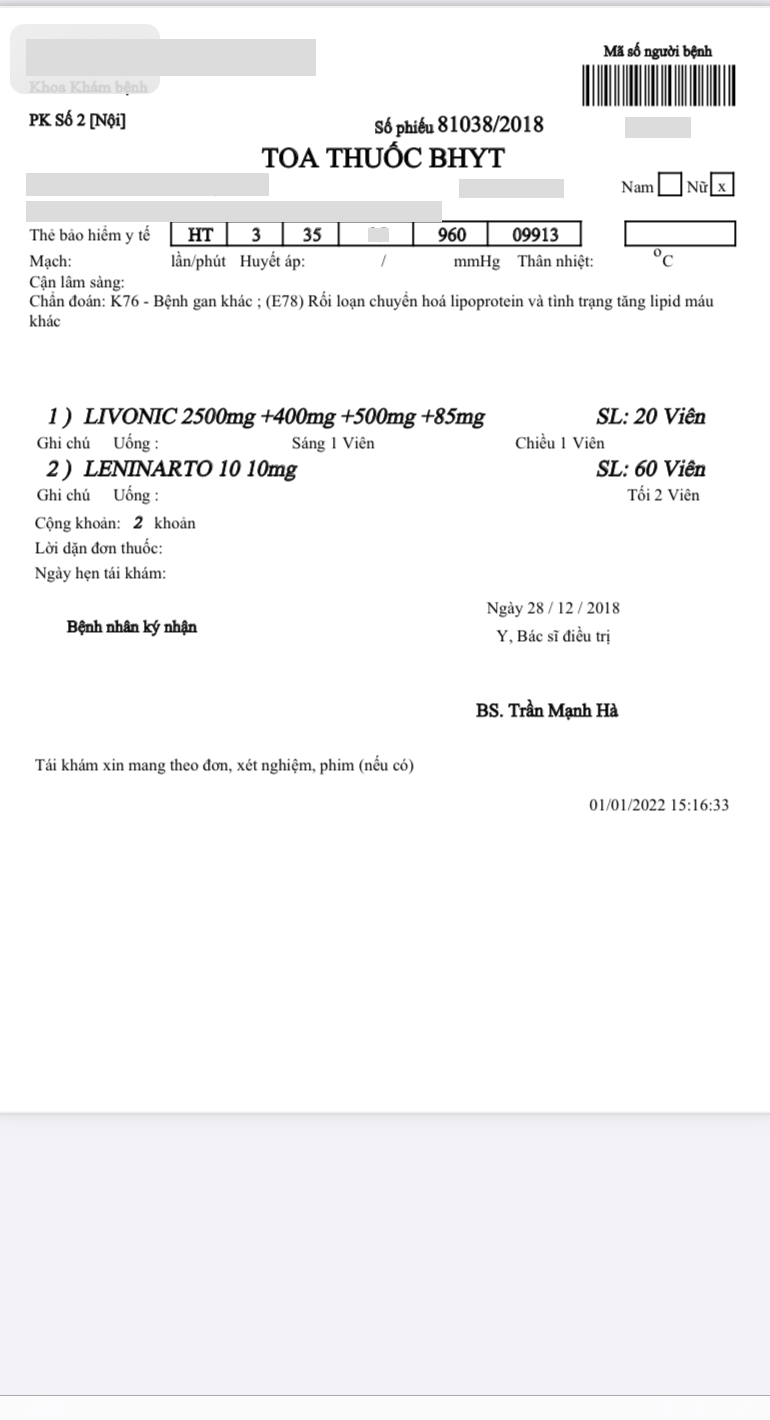 Mã số người bệnh
Khoa Khám bệnh
PK Số 2 [Nội]
Số phiếu 81038/2018
TOA THUỐC BHYT
Nam Nữ x
Thẻ bảo hiểm y tế HT 3 35 960 09913
Mạch: lần/phút Huyết áp: / mmHg Thân nhiệt: oC
Cận lâm sàng:
Chẩn đoán: K76 - Bệnh gan khác ; (E78) Rối loạn chuyển hoá lipoprotein và tình trạng tăng lipid máu
khác
1 ) LIVONIC 2500mg +400mg +500mg +85mg SL: 20 Viên
Ghi chú Uống : Sáng 1 Viên Chiều 1 Viên
2 ) LENINARTO 10 10mg SL: 60 Viên
Ghi chú Uống : Tối 2 Viên
Cộng khoản: 2 khoản
Lời dặn đơn thuốc:
Ngày hẹn tái khám:
Ngày 28 / 12 / 2018
Bệnh nhân ký nhận
Y, Bác sĩ điều trị
BS. Trần Mạnh Hà
Tái khám xin mang theo đơn, xét nghiệm, phim (nếu có)
01/01/2022 15:16:33